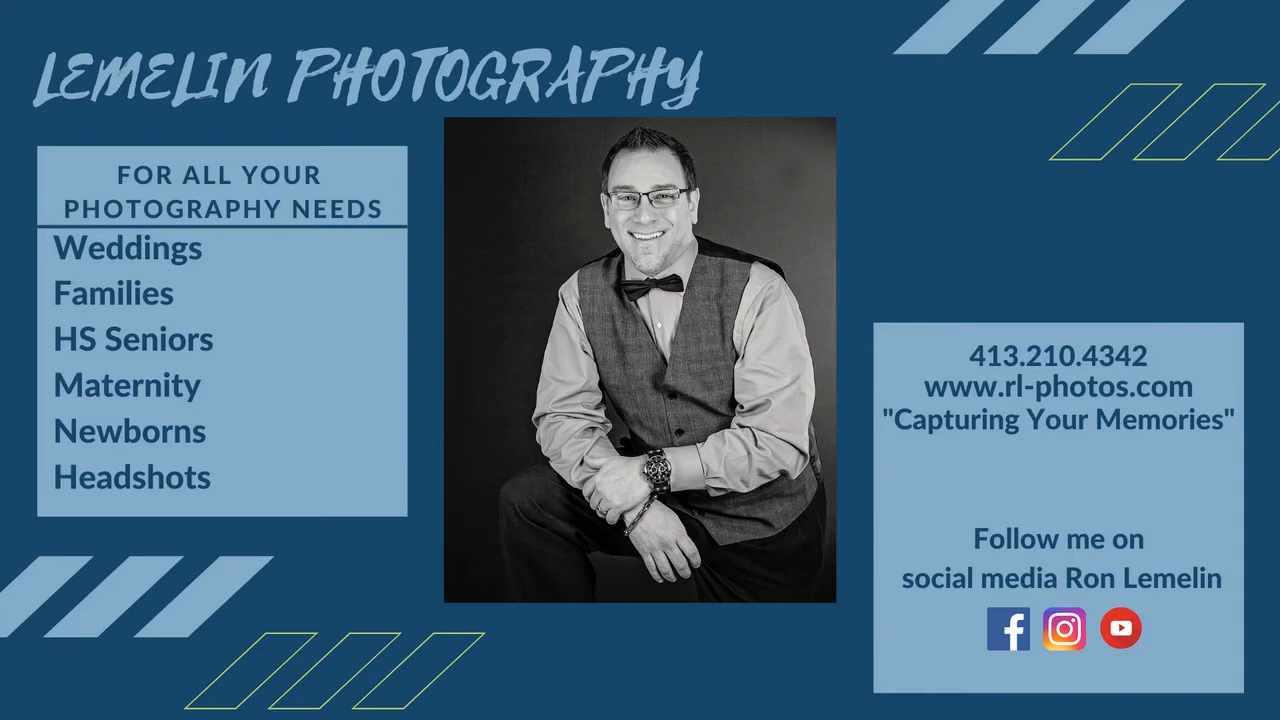 LEMELIN PHOTOGRAPHY
FOR ALL YOUR
PHOTOGRAPHY NEEDS
Weddings
Families
HS Seniors
Maternity
Newborns
Headshots
413.210.4342
www.rl-photos.com
"Capturing Your Memories"
Follow me on
social media Ron Lemelin